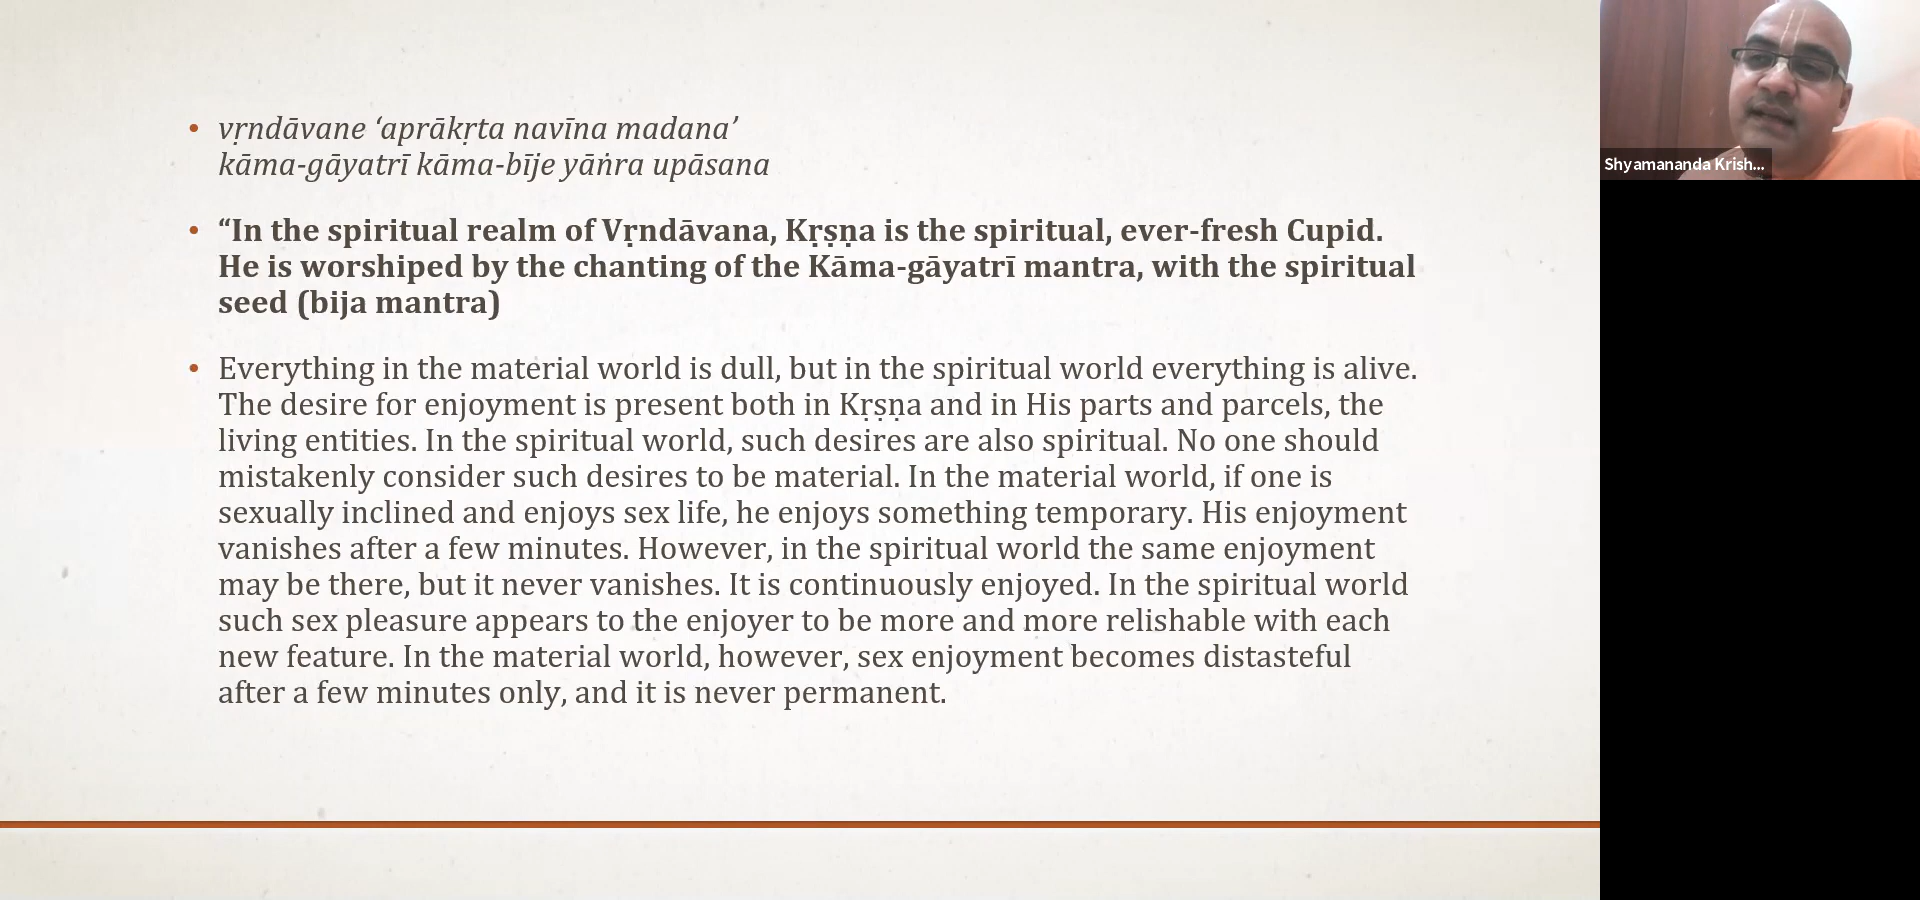 • vṛndāvane ‘aprākṛta navīna madana’
kāma-gāyatrī kāma-bīje yāṅra upāsana
• “In the spiritual realm of Vṛndāvana, Kṛṣṇa is the spiritual, ever-fresh Cupid.
He is worshiped by the chanting of the Kāma-gāyatrī mantra, with the spiritual
seed (bija mantra)
• Everything in the material world is dull, but in the spiritual world everything is alive.
The desire for enjoyment is present both in Kṛṣṇa and in His parts and parcels, the
living entities. In the spiritual world, such desires are also spiritual. No one should
mistakenly consider such desires to be material. In the material world, if one is
sexually inclined and enjoys sex life, he enjoys something temporary. His enjoyment
vanishes after a few minutes. However, in the spiritual world the same enjoyment
may be there, but it never vanishes. It is continuously enjoyed. In the spiritual world
such sex pleasure appears to the enjoyer to be more and more relishable with each
new feature. In the material world, however, sex enjoyment becomes distasteful
after a few minutes only, and it is never permanent.
Shyamananda Krish...